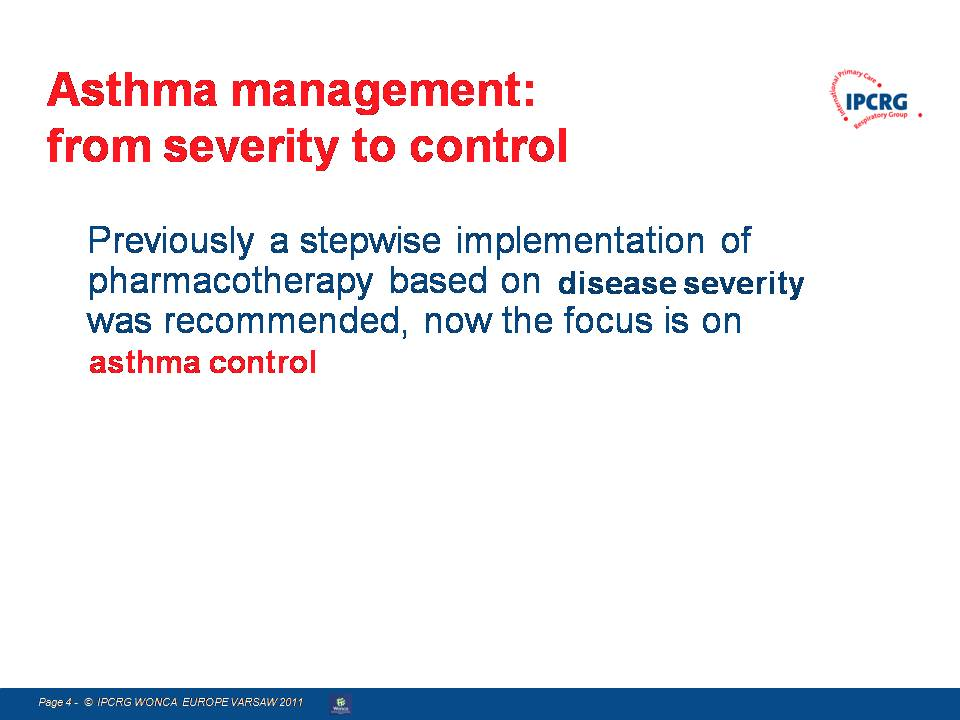 Asthma management:
from severity to control
International Primary Care
IPCRG
Respiratory Group
Previously a stepwise implementation of
pharmacotherapy based on disease severity
was recommended, now the focus is on
asthma control
Page 4 - © IPCRG WONCA EUROPE VARSAW 2011
Wonca